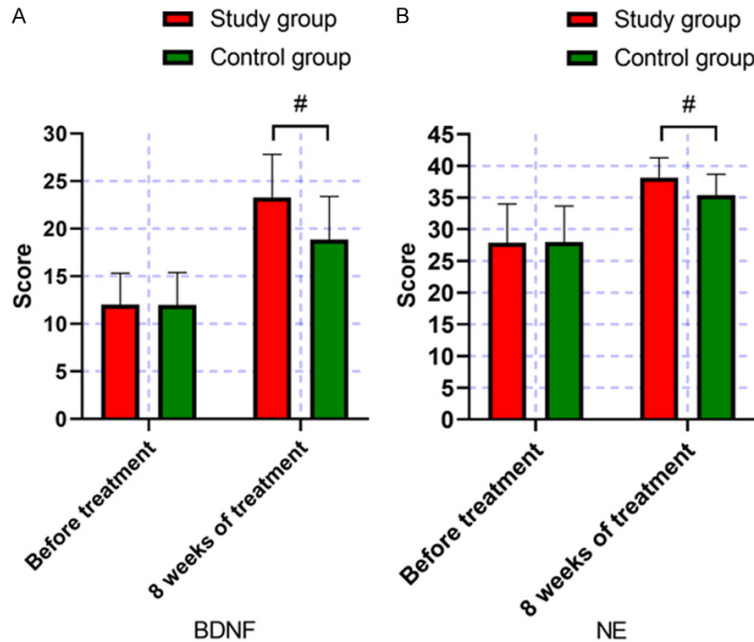 A
Study group
Control group
#
Score
30
25
20
15
10
5
0
Before treatment
8 weeks of treatment
BDNF
B
Study group
Control group
#
Score
45
40
35
30
25
20
15
10
5
0
Before treatment
8 weeks of treatment
NE